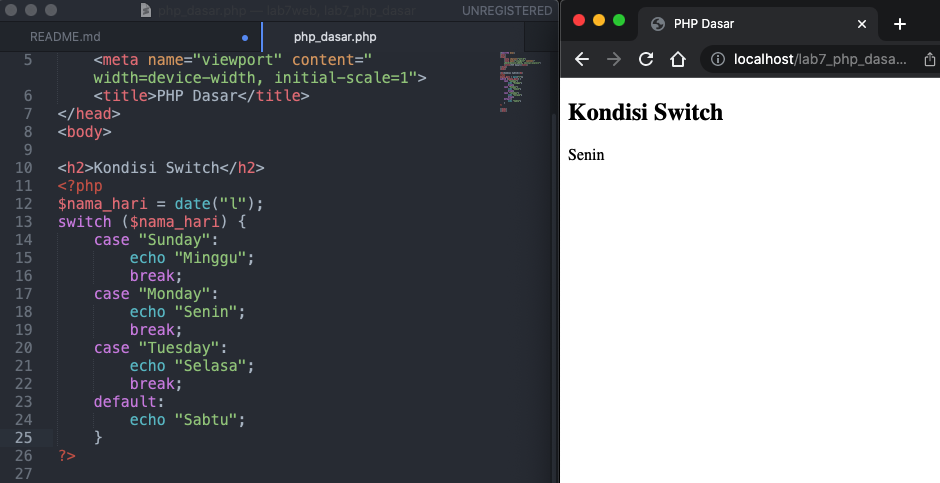 php_dasar.php — lab7web, lab7_php_dasar
UNREGISTERED
README.md
php_dasar.php
5 <meta name="viewport" content="
width=device-width, initial-scale=1">
6 <title>PHP Dasar</title>
7 </head>
8 <body>
9
10 <h2>Kondisi Switch</h2>
11 <?php
12 $nama_hari = date("l");
13 switch ($nama_hari) {
14 case "Sunday":
15 echo "Minggu";
16 break;
17 case "Monday":
18 echo "Senin";
19 break;
20 case "Tuesday":
21 echo "Selasa";
22 break;
23 default:
24 echo "Sabtu";
25 }
26 ?>
27
PHP Dasar
localhost/lab7_php_dasa...
Kondisi Switch
Senin